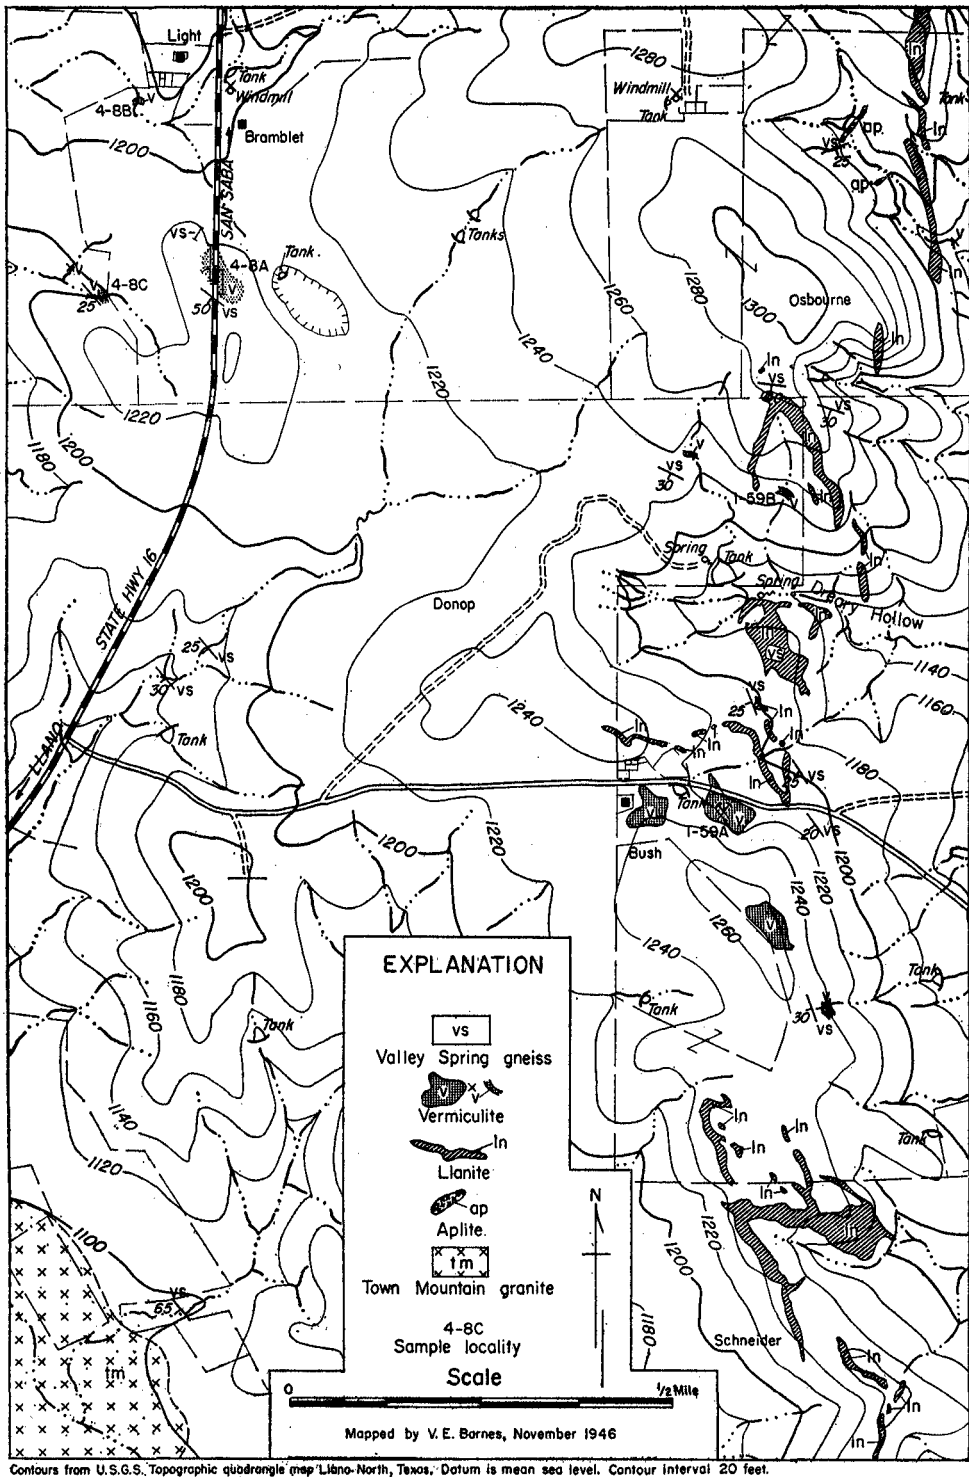 Light
H
Tank
Windmill
4-8B
v
Bramblet
1200
SAN SABA
vs
Tank
4-8A
v
50
vs
v
v
4-8C
25
1220
1180
1200
Tanks
1280
Windmill
Tank
1260
1280
1300
Osbourne
1240
1220
ln
Tank
ln
ap
vs
25
ap
v
ln
ln
ln
vs
vs
30
ln
v
vs
30
1-59B
v
ln
Spring
Tank
ln
Spring
Dreary Hollow
ln
ln
vs
Donop
STATE HWY 16
25
vs
30
vs
Tank
LLANO
1140
1160
1240
ln
ln
ln
vs
25
ln
ln
vs
1180
Tank
v
v
1-59A
20
vs
Bush
1200
1220
1240
1260
1240
v
1200
1220
1200
1180
1160
Tank
Tank
30
vs
Tank
1140
1120
1100
vs
65
tm
EXPLANATION
vs
Valley Spring gneiss
v
v
Vermiculite
ln
Llanite
ap
Aplite
tm
Town Mountain granite
4-8C
Sample locality
N
Scale
0
1/2 Mile
Mapped by V. E. Barnes, November 1946
ln
ln
ln
ln
Tank
ln
1220
1200
1180
Schneider
ln
ln
ln
Contours from U.S.G.S. Topographic quadrangle map Llano North, Texas. Datum is mean sea level. Contour interval 20 feet.